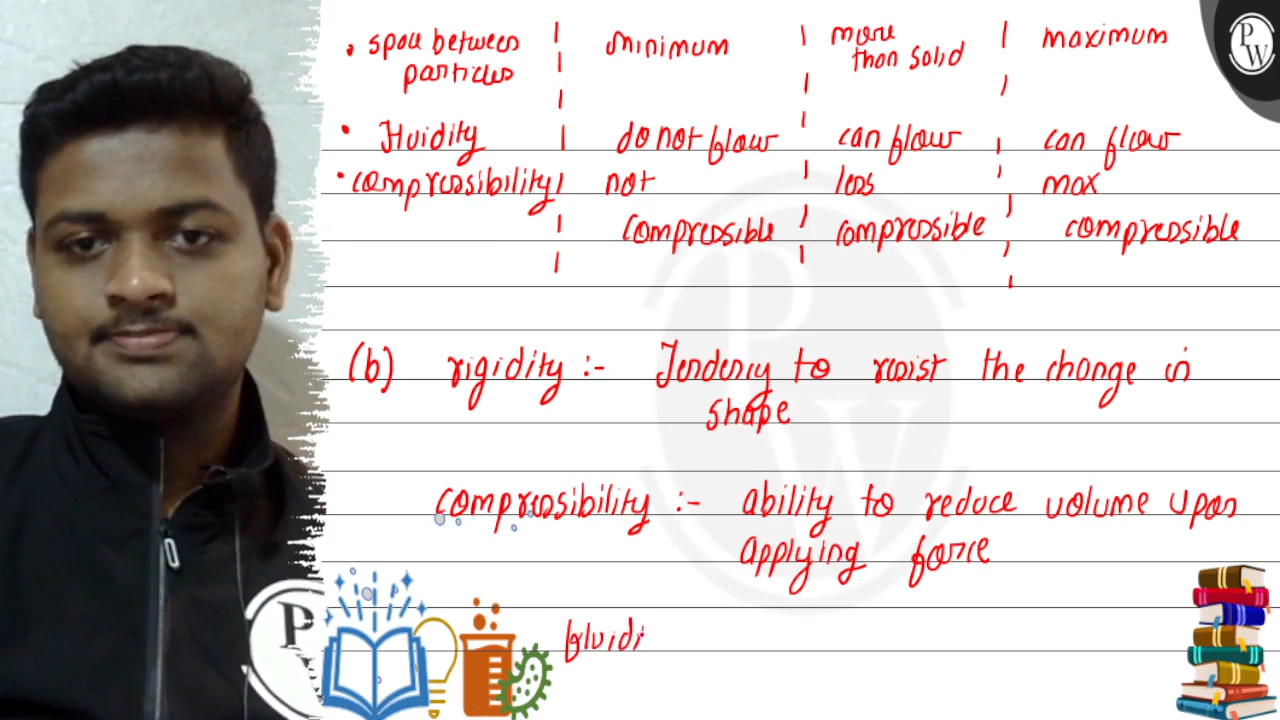 • space between ¦ minimum ¦ more ¦ maximum
particles than solid
• Fluidity ¦ do not flow ¦ can flow ¦ can flow
• compressibility ¦ not ¦ less ¦ max
compressible ¦ compressible ¦ compressible
(b) rigidity :- Tendency to resist the change in
shape
compressibility :- ability to reduce volume upon
applying force
fluidi
PW
PW
P
W